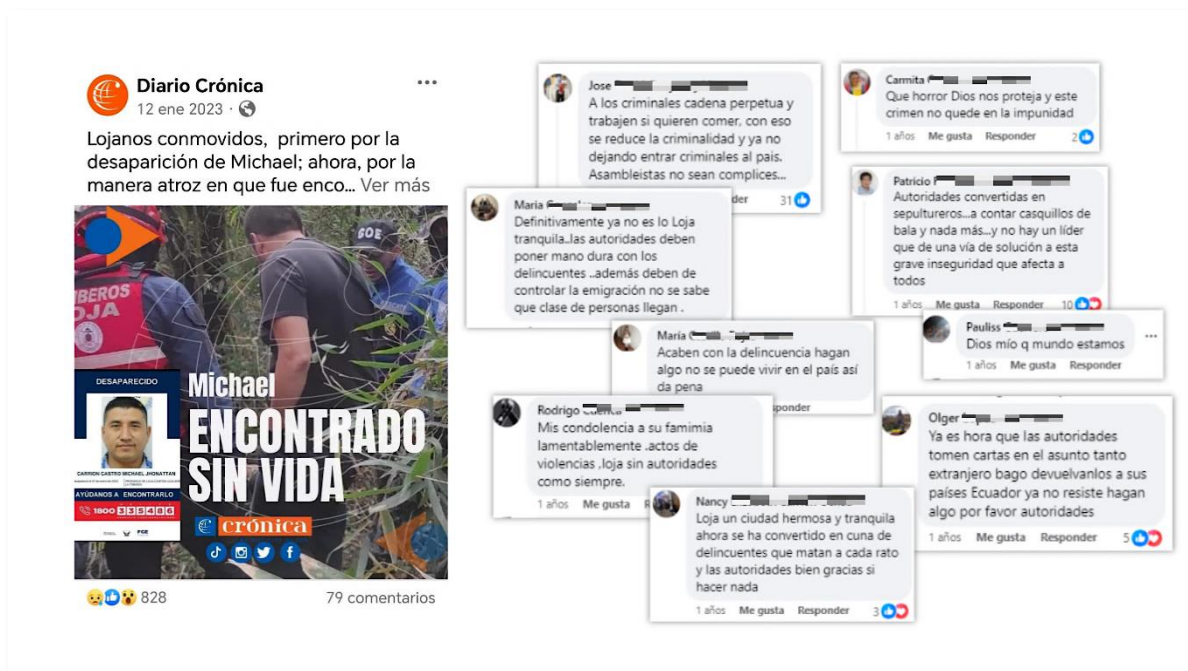 Diario Crónica
12 ene 2023
Lojanos conmovidos, primero por la
desaparición de Michael; ahora, por la
manera atroz en que fue enco... Ver más
BEROS
OJA
GOE
DESAPARECIDO
CARRION CASTRO MICHAEL JHONATTAN
AYÚDANOS A ENCONTRARLO
1800 335486
FGE
Michael
ENCONTRADO
SIN VIDA
crónica
828
79 comentarios
Jose
A los criminales cadena perpetua y
trabajen si quieren comer, con eso
se reduce la criminalidad y ya no
dejando entrar criminales al pais.
Asambleistas no sean complices...
der 31
Maria
Definitivamente ya no es lo Loja
tranquila..las autoridades deben
poner mano dura con los
delincuentes ..además deben de
controlar la emigración no se sabe
que clase de personas llegan .
María
Acaben con la delincuencia hagan
algo no se puede vivir en el país así
da pena
sponder
Rodrigo
Mis condolencia a su famimia
lamentablemente .actos de
violencias .loja sin autoridades
como siempre.
1 años Me gusta R
Nancy
Loja un ciudad hermosa y tranquila
ahora se ha convertido en cuna de
delincuentes que matan a cada rato
y las autoridades bien gracias si
hacer nada
1 años Me gusta Responder 3
Carmita
Que horror Dios nos proteja y este
crimen no quede en la impunidad
1 años Me gusta Responder 2
Patricio
Autoridades convertidas en
sepultureros...a contar casquillos de
bala y nada más...y no hay un líder
que de una vía de solución a esta
grave inseguridad que afecta a
todos
1 años Me gusta Responder 10
Pauliss
Dios mío q mundo estamos
1 años Me gusta Responder
Olger
Ya es hora que las autoridades
tomen cartas en el asunto tanto
extranjero bago devuelvanlos a sus
países Ecuador ya no resiste hagan
algo por favor autoridades
1 años Me gusta Responder 5